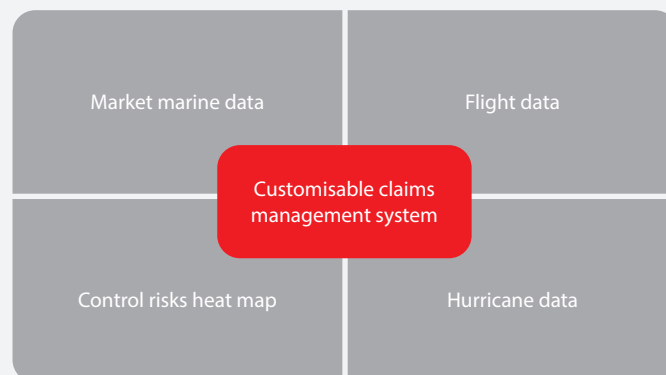 Market marine data
Flight data
Customisable claims
management system
Control risks heat map
Hurricane data